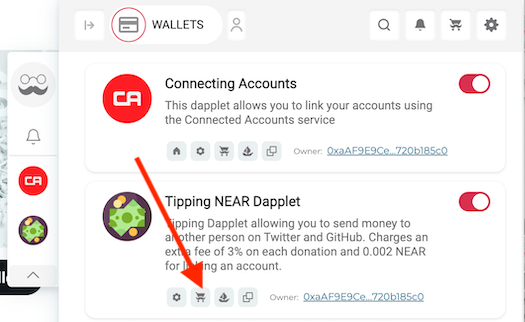 WALLETS
Connecting Accounts
This dapplet allows you to link your accounts using
the Connected Accounts service
CA
Owner: 0xaAF9E9Ce...720b185c0
CA
Tipping NEAR Dapplet
Tipping Dapplet allowing you to send money to
another person on Twitter and GitHub. Charges an
extra fee of 3% on each donation and 0.002 NEAR
for linking an account.
Owner: 0xaAF9E9Ce...720b185c0